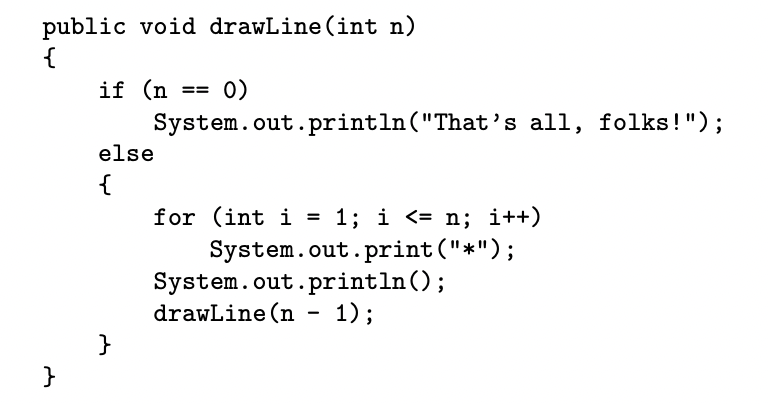 public void drawLine(int n)
{
    if (n == 0)
        System.out.println("That’s all, folks!");
    else
    {
        for (int i = 1; i <= n; i++)
            System.out.print("*");
        System.out.println();
        drawLine(n - 1);
    }
}